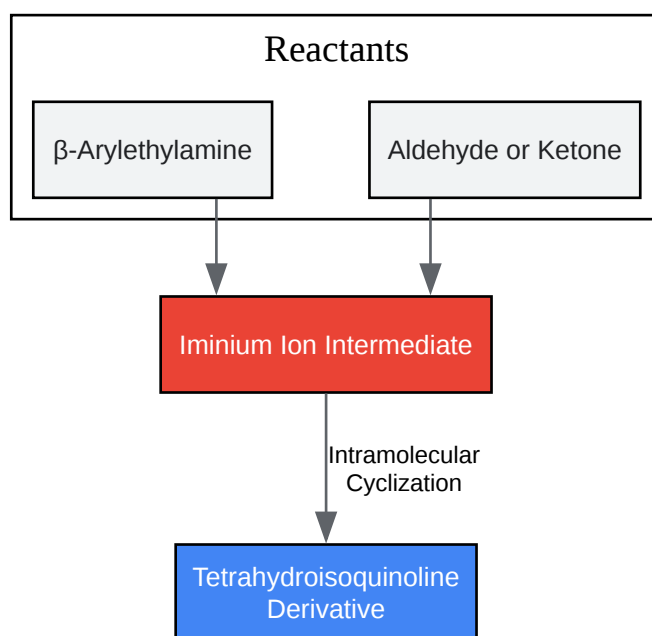 Reactants
β-Arylethylamine
Aldehyde or Ketone
Iminium Ion Intermediate
Intramolecular
Cyclization
Tetrahydroisoquinoline
Derivative